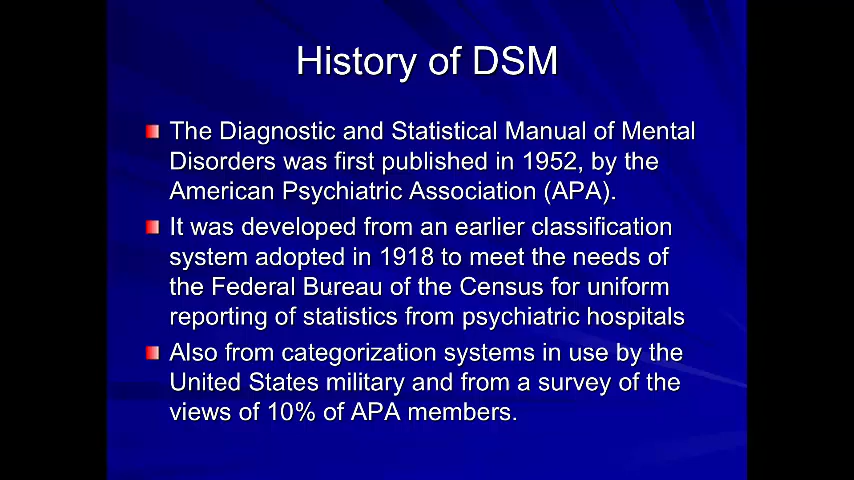 History of DSM
The Diagnostic and Statistical Manual of Mental
Disorders was first published in 1952, by the
American Psychiatric Association (APA).
It was developed from an earlier classification
system adopted in 1918 to meet the needs of
the Federal Bureau of the Census for uniform
reporting of statistics from psychiatric hospitals
Also from categorization systems in use by the
United States military and from a survey of the
views of 10% of APA members.